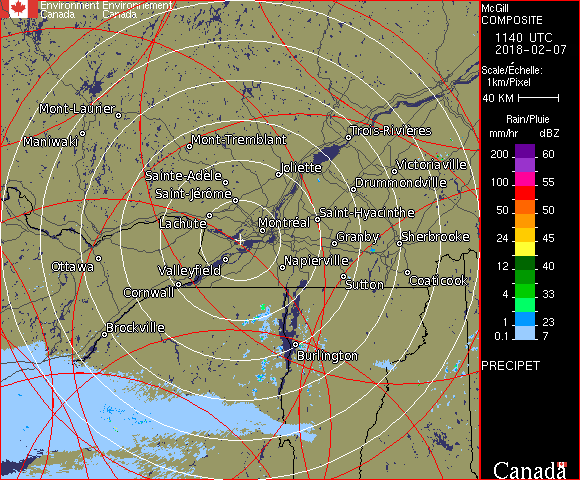 Environment Environnement
Canada Canada
McGill
COMPOSITE
1140 UTC
2018-02-07
Scale/Échelle:
1km/Pixel
40 KM
Rain/Pluie
mm/hr dBZ
200 60
100 55
50 50
24 45
12 40
4 33
1 23
0.1 7
PRECIPET
Canada
Mont-Laurier
Maniwaki
Mont-Tremblant
Trois-Rivières
Sainte-Adèle
Joliette
Victoriaville
Saint-Jérôme
Drummondville
Lachute
Montréal
Saint-Hyacinthe
Granby
Sherbrooke
Ottawa
Valleyfield
Napierville
Cornwall
Sutton
Coaticook
Brockville
Burlington